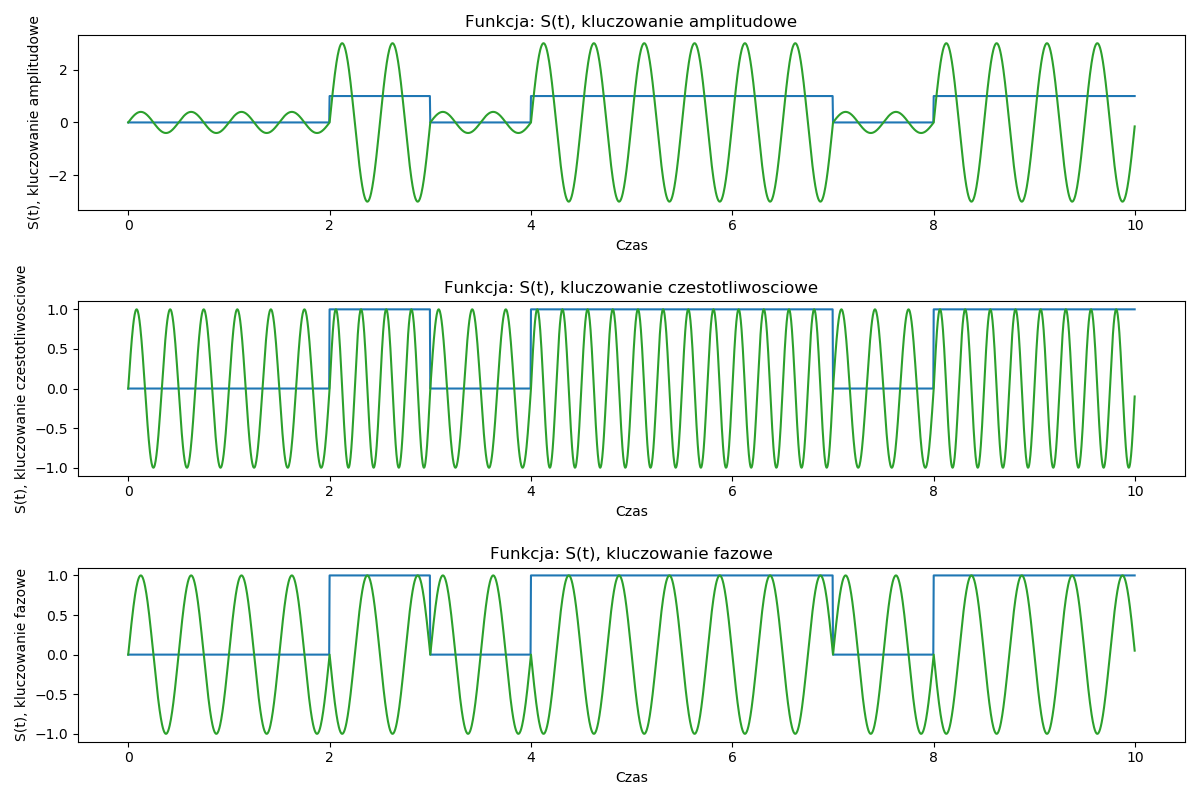 Funkcja: S(t), kluczowanie amplitudowe
S(t), kluczowanie amplitudowe
2
0
−2
0 2 4 6 8 10
Czas
Funkcja: S(t), kluczowanie czestotliwosciowe
S(t), kluczowanie czestotliwosciowe
1.0
0.5
0.0
−0.5
−1.0
0 2 4 6 8 10
Czas
Funkcja: S(t), kluczowanie fazowe
S(t), kluczowanie fazowe
1.0
0.5
0.0
−0.5
−1.0
0 2 4 6 8 10
Czas